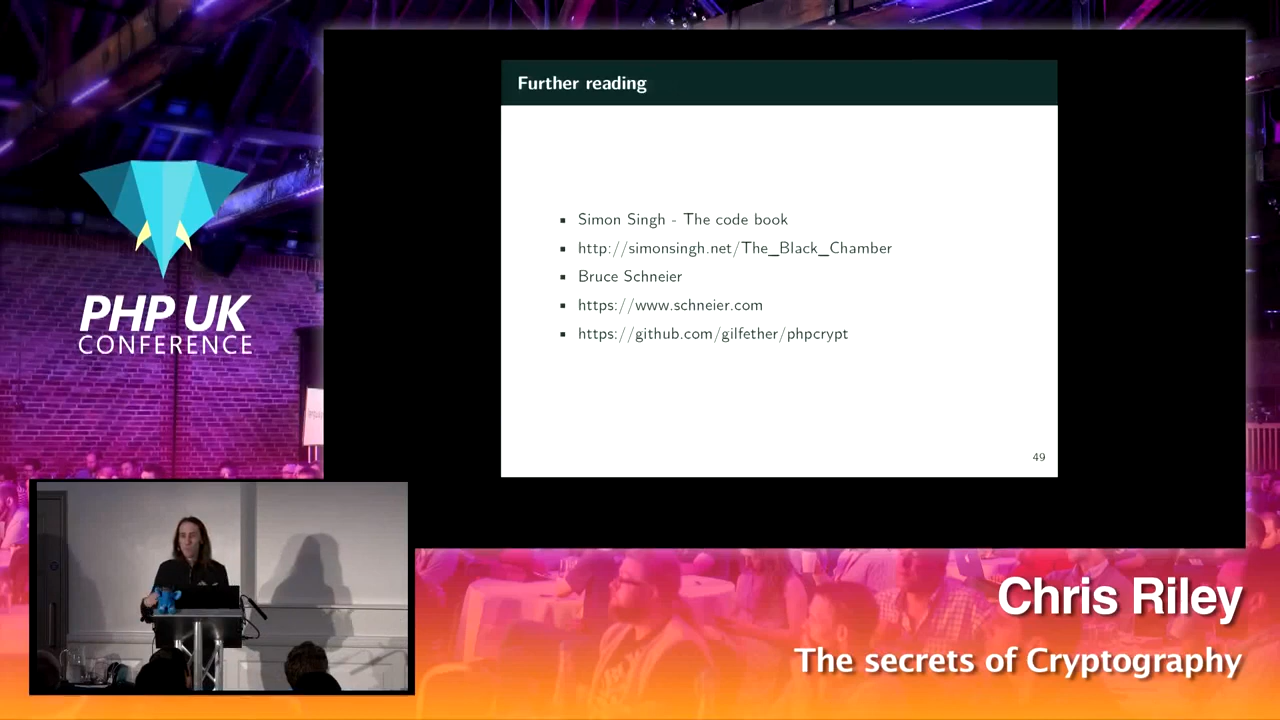 Further reading
Simon Singh - The code book
http://simonsingh.net/The_Black_Chamber
Bruce Schneier
https://www.schneier.com
https://github.com/gilfether/phpcrypt
49
PHP UK
CONFERENCE
Chris Riley
The secrets of Cryptography